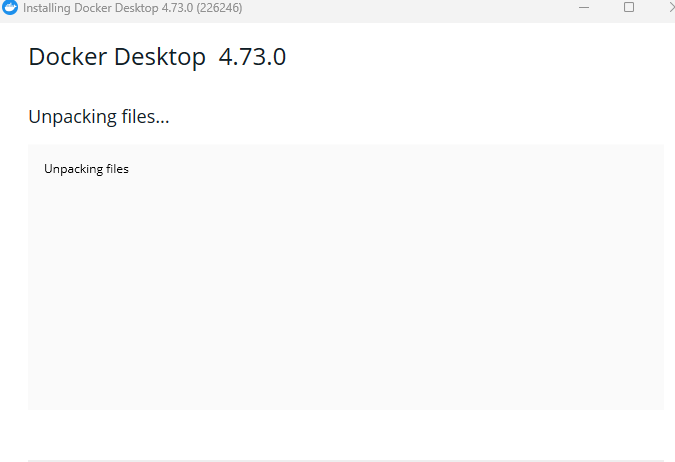 Installing Docker Desktop 4.73.0 (226246)
Docker Desktop 4.73.0
Unpacking files...
Unpacking files